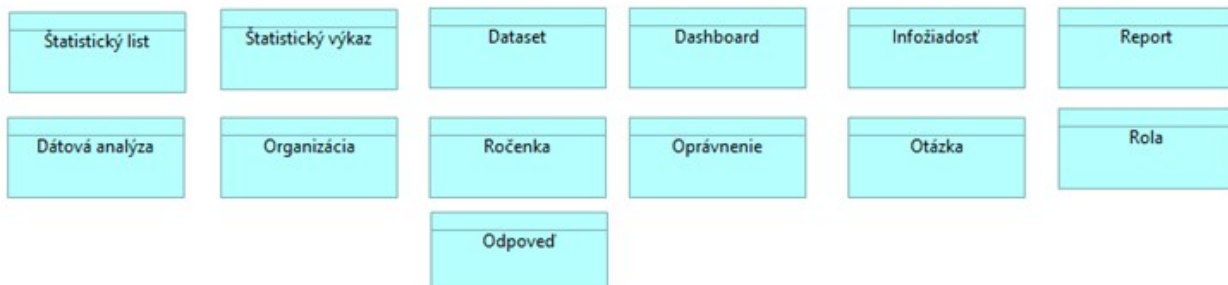 Štatistický list
Štatistický výkaz
Dataset
Dashboard
Infožiadosť
Report
Dátová analýza
Organizácia
Ročenka
Oprávnenie
Otázka
Rola
Odpoveď